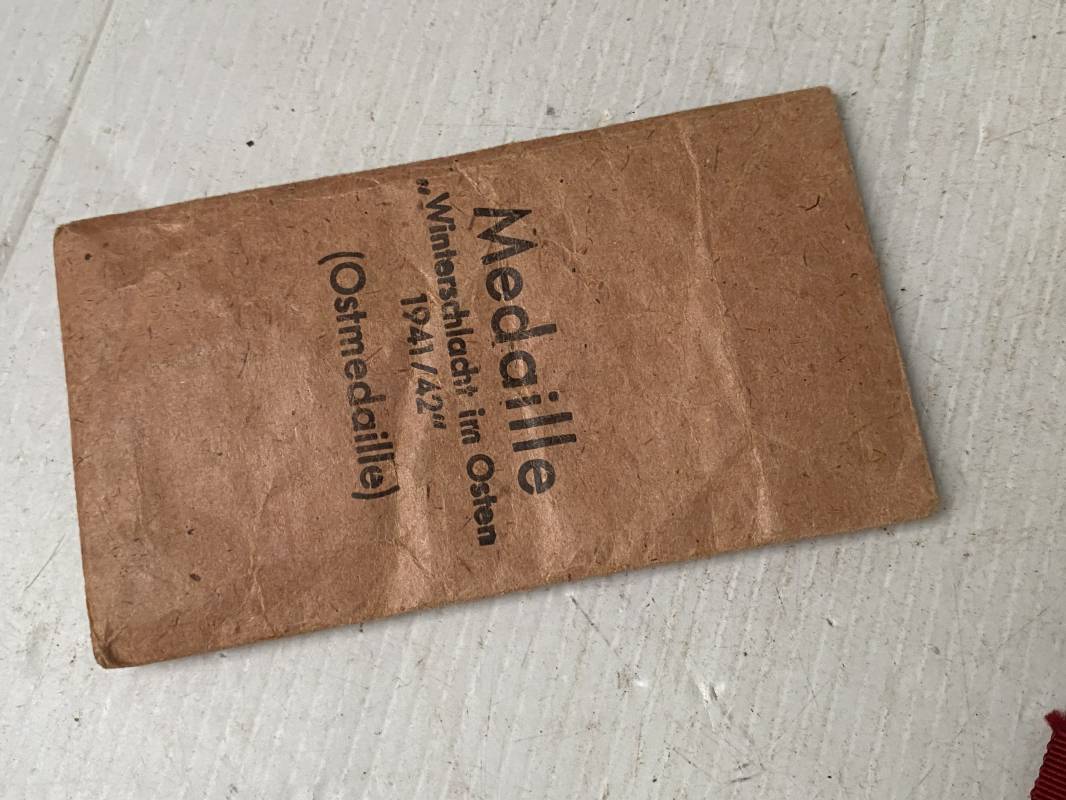 Medaille
„Winterschlacht im Osten
1941/42“
(Ostmedaille)